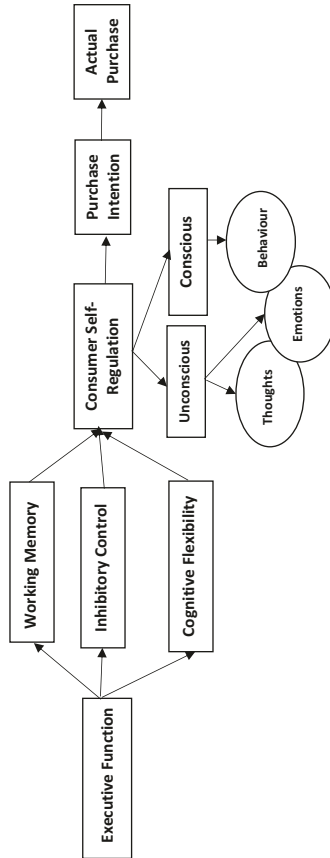 Executive Function
Working Memory
Inhibitory Control
Cognitive Flexibility
Consumer Self-
Regulation
Purchase
Intention
Actual
Purchase
Unconscious
Conscious
Thoughts
Emotions
Behaviour